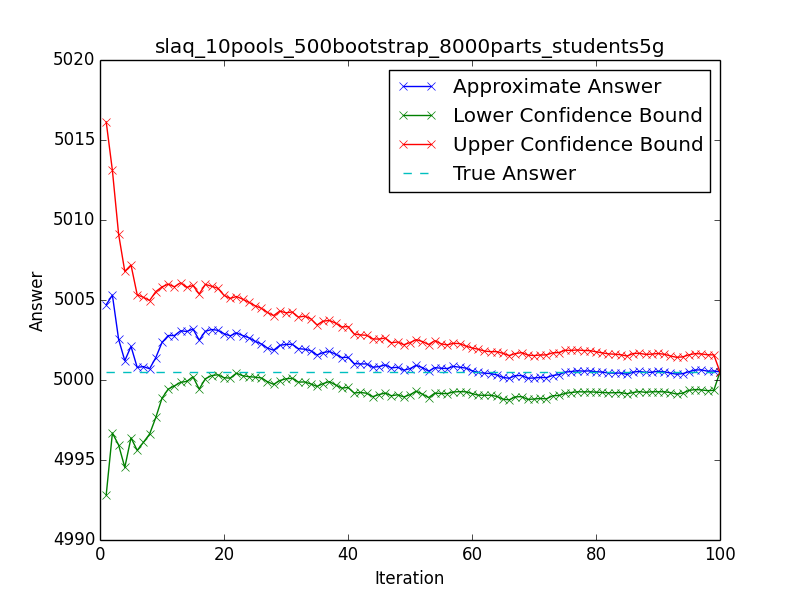 slaq_10pools_500bootstrap_8000parts_students5g
Approximate Answer
Lower Confidence Bound
Upper Confidence Bound
True Answer
5020
5015
5010
5005
5000
4995
4990
Answer
0 20 40 60 80 100
Iteration